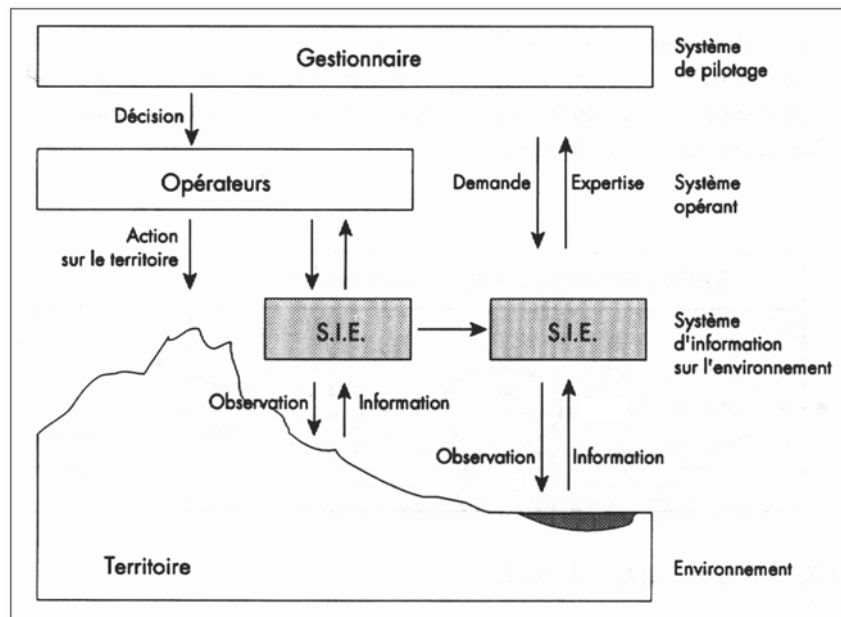 Gestionnaire
Système
de pilotage
Décision
Opérateurs
Demande
Expertise
Système
opérant
Action
sur le territoire
S.I.E.
S.I.E.
Système
d'information
sur l'environnement
Observation
Information
Observation
Information
Territoire
Environnement